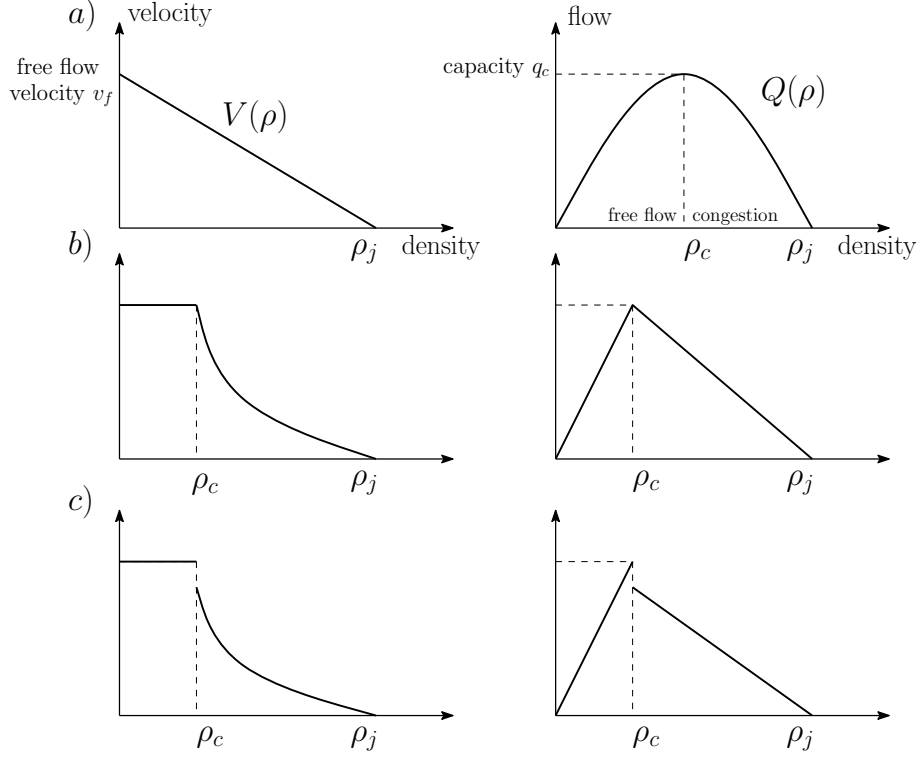 a)
velocity
flow
free flow
velocity v_f
capacity q_c
V(ρ)
Q(ρ)
free flow
congestion
ρ_j
density
ρ_c
ρ_j
density
b)
ρ_c
ρ_j
ρ_c
ρ_j
c)
ρ_c
ρ_j
ρ_c
ρ_j